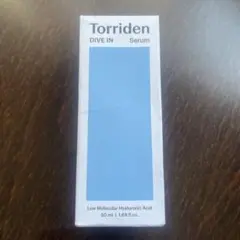 Torriden
DIVE IN Serum
Low Molecular Hyaluronic Acid
50 ml / 1.69 fl. oz.